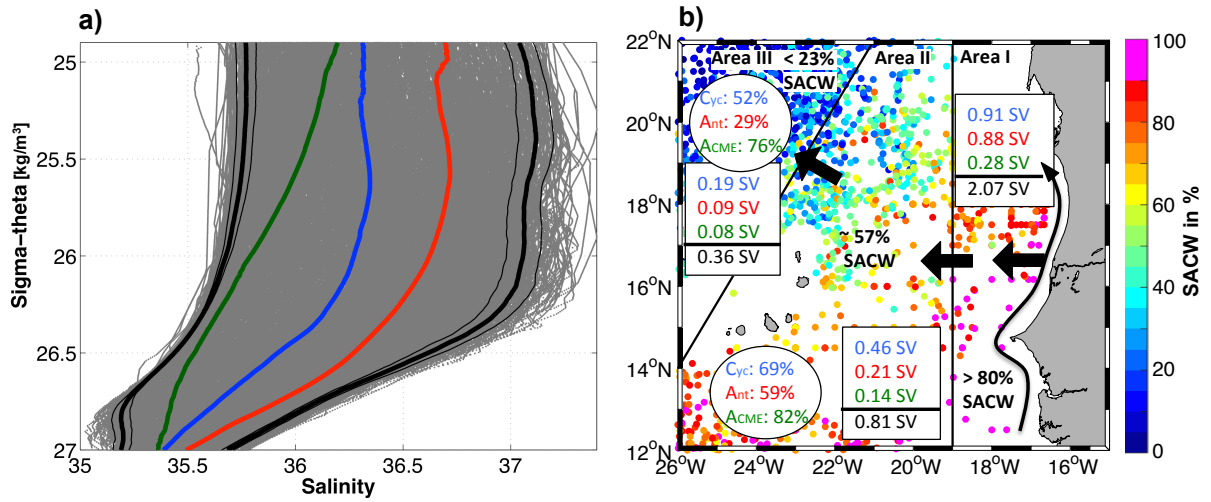 a)
25
25.5
26
26.5
27
Sigma−theta [kg/m³]
35
35.5
36
36.5
37
Salinity
b)
22°N
20°N
18°N
16°N
14°N
12°N
26°W
24°W
22°W
20°W
18°W
16°W
Area III
< 23%
SACW
Area II
Area I
Cyc: 52%
Ant: 29%
ACME: 76%
0.19 SV
0.09 SV
0.08 SV
0.36 SV
0.91 SV
0.88 SV
0.28 SV
2.07 SV
~ 57%
SACW
Cyc: 69%
Ant: 59%
ACME: 82%
0.46 SV
0.21 SV
0.14 SV
0.81 SV
> 80%
SACW
100
80
60
40
20
0
SACW in %